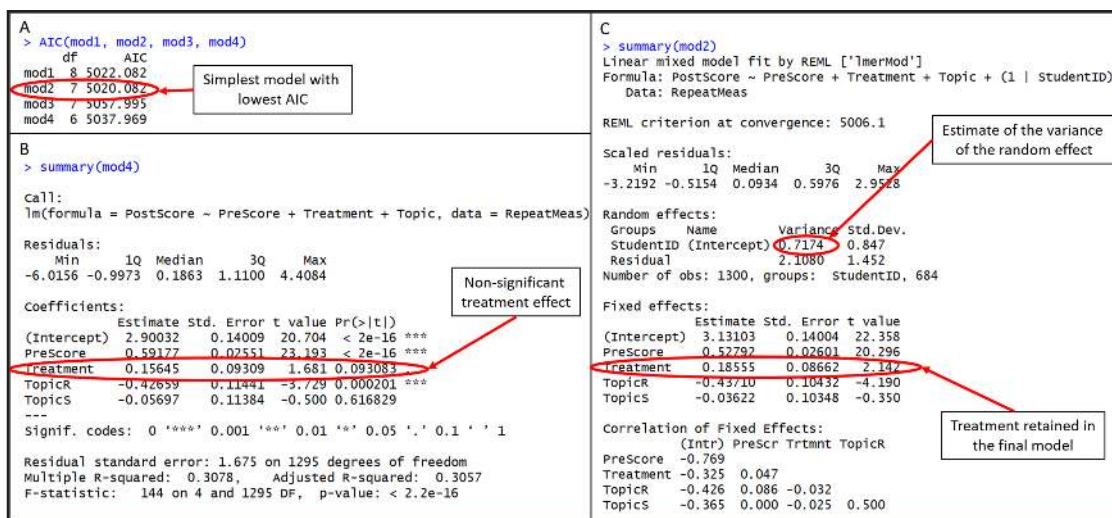 A
> AIC(mod1, mod2, mod3, mod4)
df AIC
mod1 8 5022.082
mod2 7 5020.082
mod3 7 5057.995
mod4 6 5037.969
Simplest model with
lowest AIC
B
> summary(mod4)
Call:
lm(formula = PostScore ~ PreScore + Treatment + Topic, data = RepeatMeas)
Residuals:
Min 1Q Median 3Q Max
-6.0156 -0.9973 0.1863 1.1100 4.4084
Non-significant
treatment effect
Coefficients:
Estimate Std. Error t value Pr(>|t|)
(Intercept) 2.90032 0.14009 20.704 < 2e-16 ***
PreScore 0.59177 0.02551 23.193 < 2e-16 ***
Treatment 0.15645 0.09309 1.681 0.093083 .
TopicR -0.42659 0.11441 -3.729 0.000201 ***
TopicS -0.05697 0.11384 -0.500 0.616829
---
Signif. codes: 0 '***' 0.001 '**' 0.01 '*' 0.05 '.' 0.1 ' ' 1
Residual standard error: 1.675 on 1295 degrees of freedom
Multiple R-squared: 0.3078, Adjusted R-squared: 0.3057
F-statistic: 144 on 4 and 1295 DF, p-value: < 2.2e-16
C
> summary(mod2)
Linear mixed model fit by REML ['lmerMod']
Formula: PostScore ~ PreScore + Treatment + Topic + (1 | StudentID)
Data: RepeatMeas
REML criterion at convergence: 5006.1
Estimate of the variance
of the random effect
Scaled residuals:
Min 1Q Median 3Q Max
-3.2192 -0.5154 0.0934 0.5976 2.9528
Random effects:
Groups Name Variance Std.Dev.
StudentID (Intercept) 0.7174 0.847
Residual 2.1080 1.452
Number of obs: 1300, groups: StudentID, 684
Fixed effects:
Estimate Std. Error t value
(Intercept) 3.13103 0.14004 22.358
PreScore 0.52792 0.02601 20.296
Treatment 0.18555 0.08662 2.142
TopicR -0.43710 0.10432 -4.190
TopicS -0.03622 0.10348 -0.350
Treatment retained in
the final model
Correlation of Fixed Effects:
(Intr) PreScr Trtmnt TopicR
PreScore -0.769
Treatment -0.325 0.047
TopicR -0.426 0.086 -0.032
TopicS -0.365 0.000 -0.025 0.500